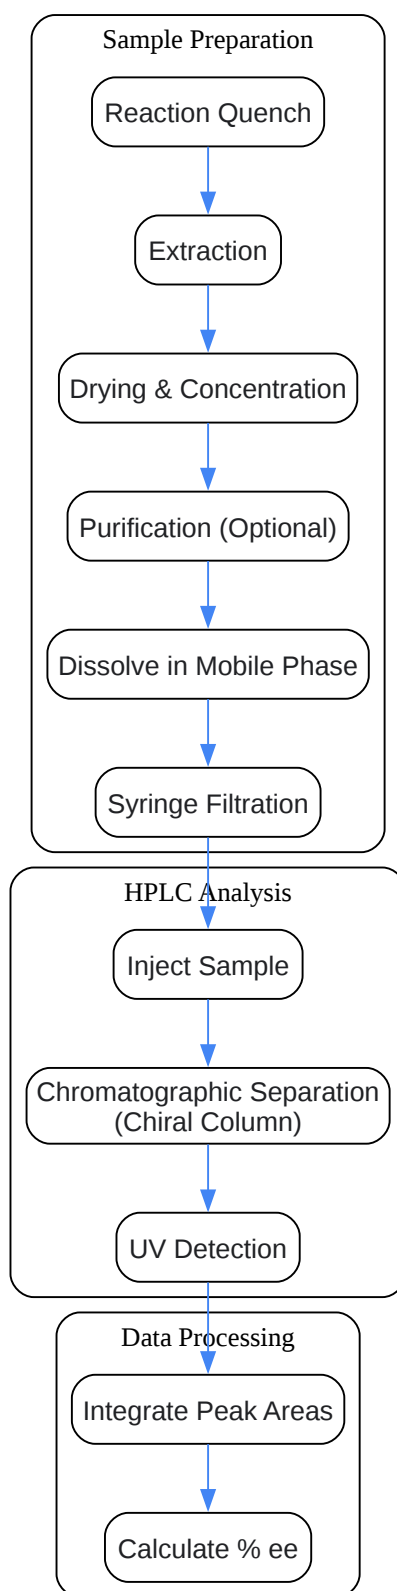 Sample Preparation
Reaction Quench
Extraction
Drying & Concentration
Purification (Optional)
Dissolve in Mobile Phase
Syringe Filtration
HPLC Analysis
Inject Sample
Chromatographic Separation
(Chiral Column)
UV Detection
Data Processing
Integrate Peak Areas
Calculate % ee